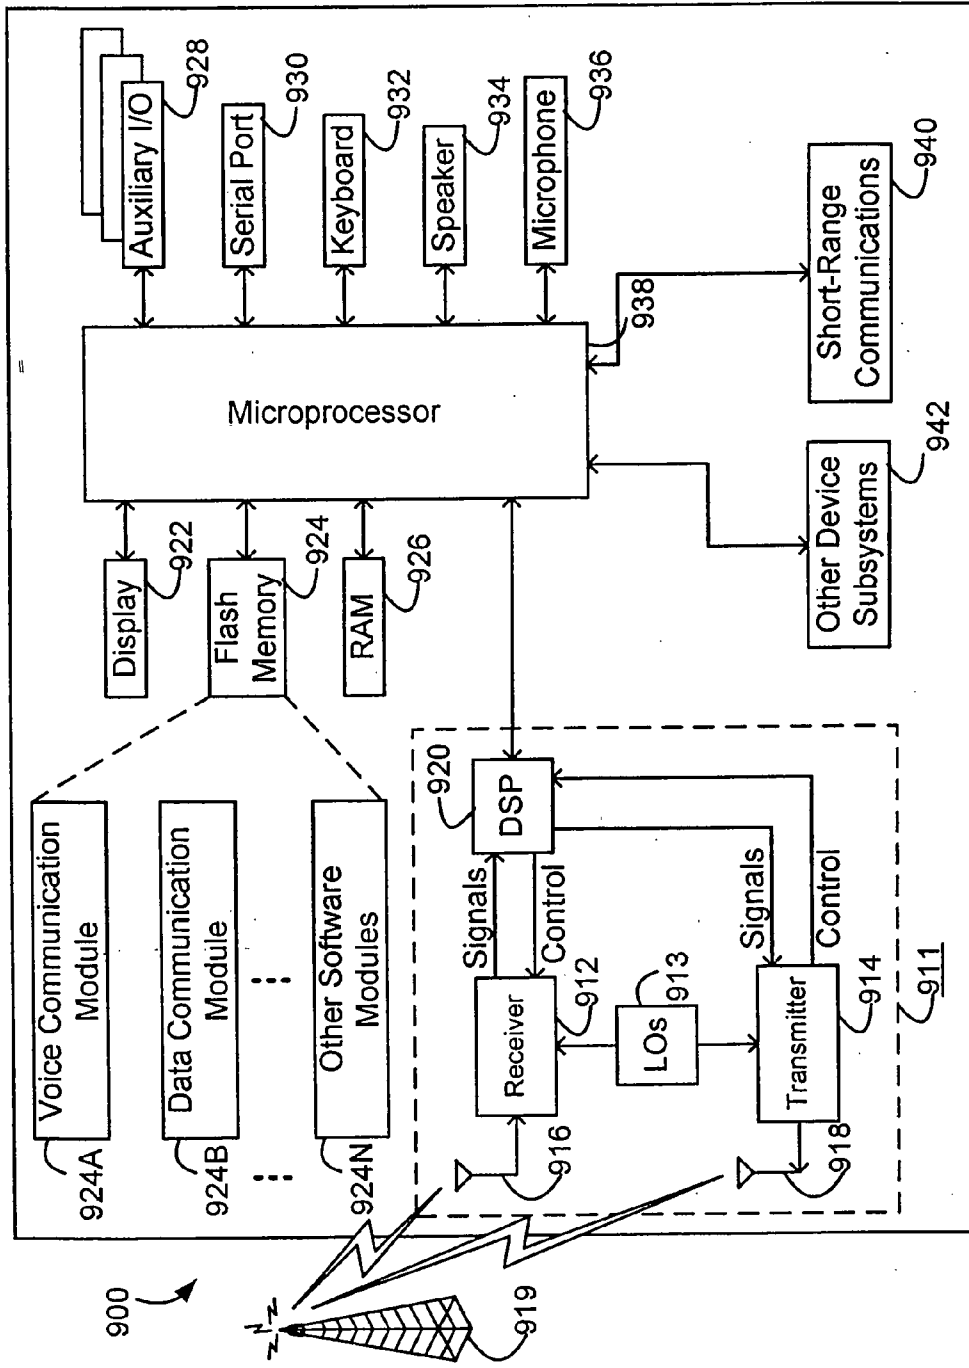 900
919
Voice Communication
Module
924A
Data Communication
Module
924B
Other Software
Modules
924N
Display
922
Flash
Memory
924
RAM
926
Microprocessor
938
Auxiliary I/O
928
Serial Port
930
Keyboard
932
Speaker
934
Microphone
936
Short-Range
Communications
940
Other Device
Subsystems
942
DSP
920
Signals
Control
Receiver
912
916
LOs
913
Signals
Control
Transmitter
914
918
911